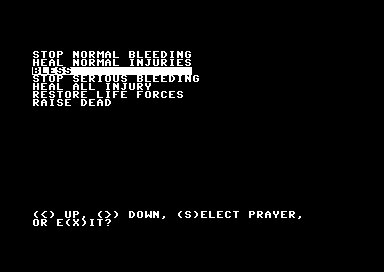 STOP NORMAL BLEEDING
HEAL NORMAL INJURIES
BLESS
STOP SERIOUS BLEEDING
HEAL ALL INJURY
RESTORE LIFE FORCES
RAISE DEAD
(<) UP, (>) DOWN, (S)ELECT PRAYER,
OR E(X)IT?